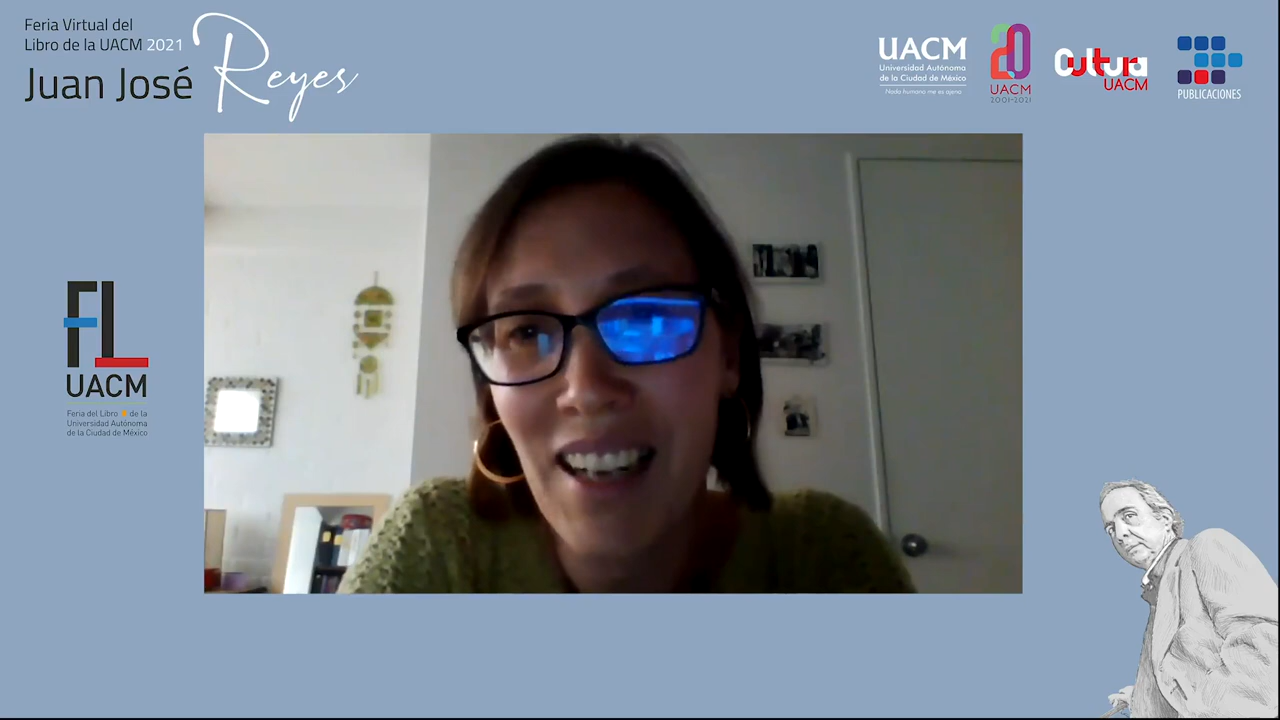 Feria Virtual del
Libro de la UACM 2021
Juan José Reyes
UACM
Universidad Autónoma
de la Ciudad de México
Nada humano me es ajeno
20
UACM
2001-2021
Cultura
UACM
PUBLICACIONES
FL
UACM
Feria del Libro de la
Universidad Autónoma
de la Ciudad de México